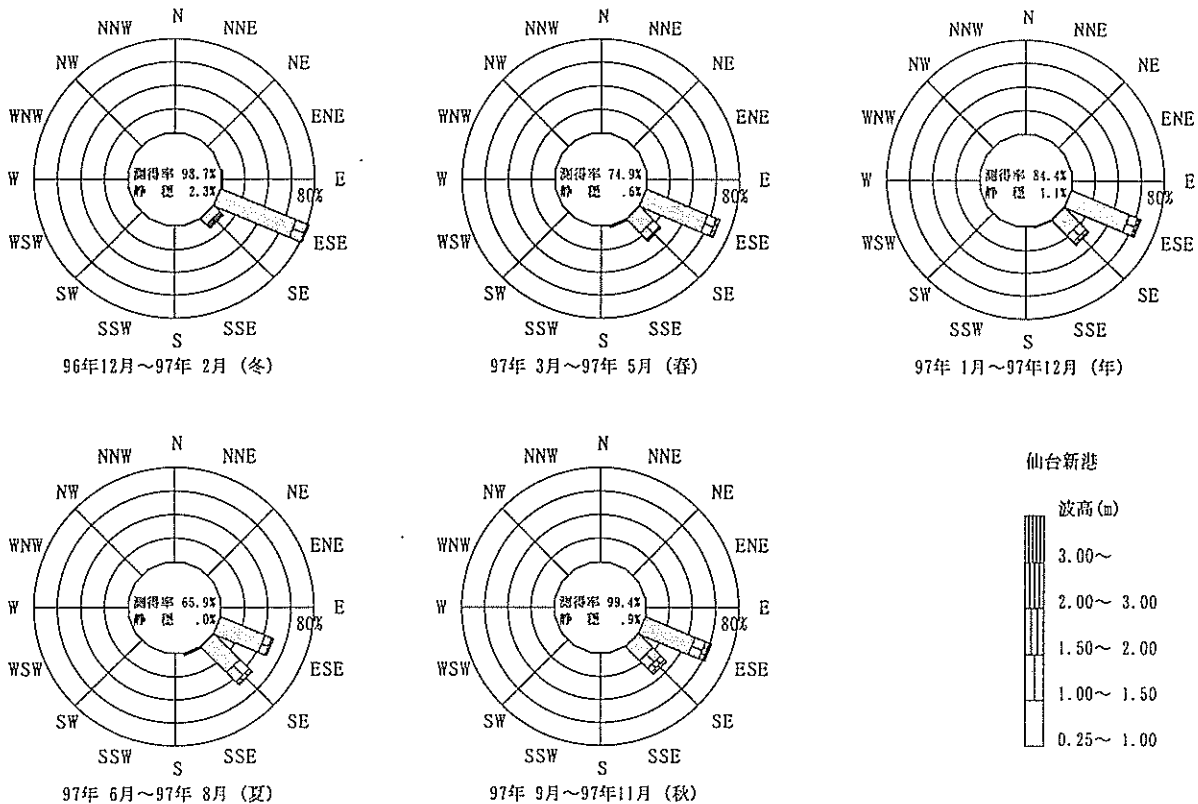 N
NNW NNE
NW NE
WNW ENE
W E
測得率 98.7%
静 穏 2.3%
80%
WSW ESE
SW SE
SSW SSE
S
96年12月～97年 2月 (冬)
N
NNW NNE
NW NE
WNW ENE
W E
測得率 74.9%
静 穏 .6%
80%
WSW ESE
SW SE
SSW SSE
S
97年 3月～97年 5月 (春)
N
NNW NNE
NW NE
WNW ENE
W E
測得率 84.4%
静 穏 1.1%
80%
WSW ESE
SW SE
SSW SSE
S
97年 1月～97年12月 (年)
N
NNW NNE
NW NE
WNW ENE
W E
測得率 65.9%
静 穏 .0%
80%
WSW ESE
SW SE
SSW SSE
S
97年 6月～97年 8月 (夏)
N
NNW NNE
NW NE
WNW ENE
W E
測得率 99.4%
静 穏 .9%
80%
WSW ESE
SW SE
SSW SSE
S
97年 9月～97年11月 (秋)
仙台新港
波高(m)
3.00～
2.00～ 3.00
1.50～ 2.00
1.00～ 1.50
0.25～ 1.00